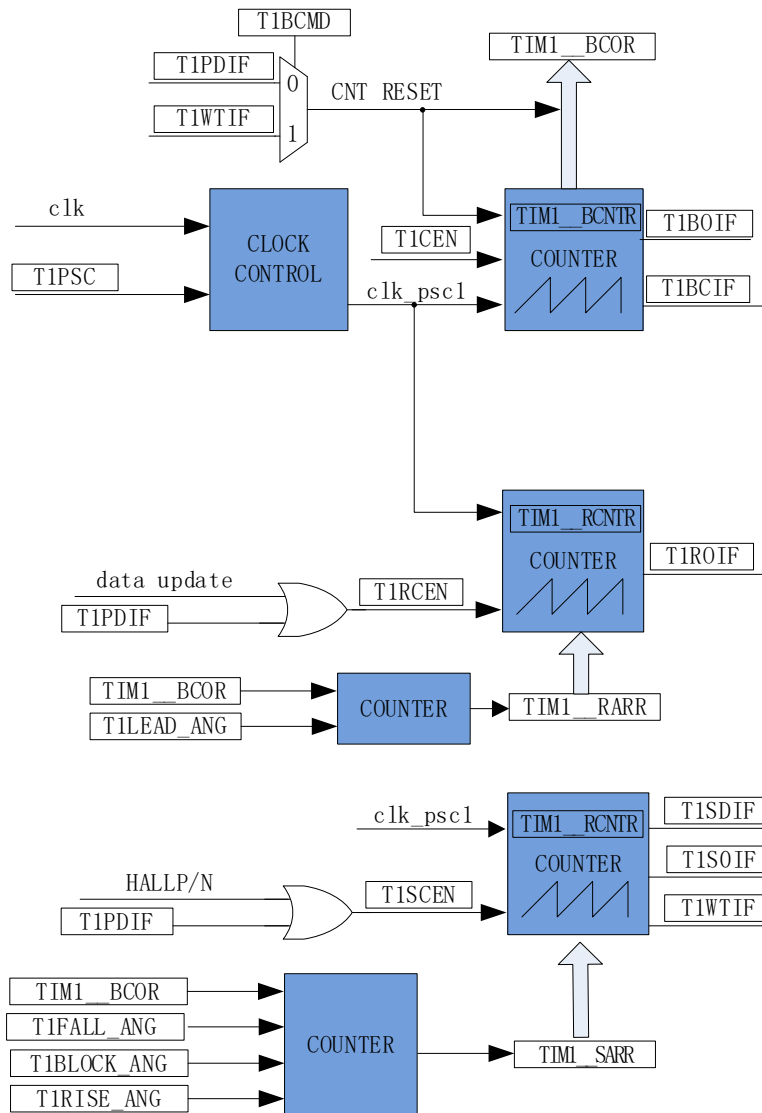 T1BCMD
TIM1__BCOR
T1PDIF
0
CNT RESET
T1WTIF
1
clk
CLOCK
CONTROL
T1PSC
TIM1__BCNTR
T1BOIF
T1CEN
COUNTER
clk_psc1
T1BCIF
TIM1__RCNTR
COUNTER
T1ROIF
data update
T1RCEN
T1PDIF
TIM1__BCOR
COUNTER
TIM1__RARR
T1LEAD_ANG
clk_psc1
TIM1__RCNTR
T1SDIF
COUNTER
T1SOIF
HALLP/N
T1SCEN
T1PDIF
T1WTIF
TIM1__BCOR
T1FALL_ANG
COUNTER
TIM1__SARR
T1BLOCK_ANG
T1RISE_ANG